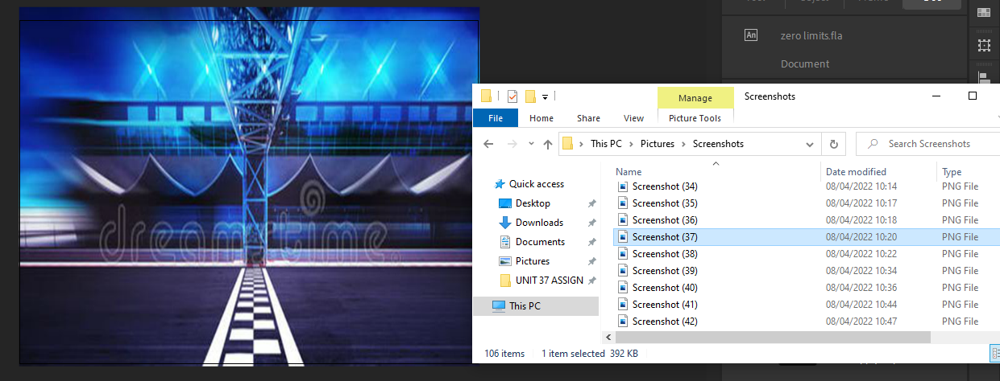 An zero limits.fla
Document
dreamstime
Manage
Screenshots
File
Home
Share
View
Picture Tools
This PC
Pictures
Screenshots
Search Screenshots
Name
Date modified
Type
Quick access
Desktop
Downloads
Documents
Pictures
UNIT 37 ASSIGN
This PC
Screenshot (34) 08/04/2022 10:14 PNG File
Screenshot (35) 08/04/2022 10:17 PNG File
Screenshot (36) 08/04/2022 10:18 PNG File
Screenshot (37) 08/04/2022 10:20 PNG File
Screenshot (38) 08/04/2022 10:22 PNG File
Screenshot (39) 08/04/2022 10:34 PNG File
Screenshot (40) 08/04/2022 10:36 PNG File
Screenshot (41) 08/04/2022 10:44 PNG File
Screenshot (42) 08/04/2022 10:47 PNG File
106 items
1 item selected 392 KB